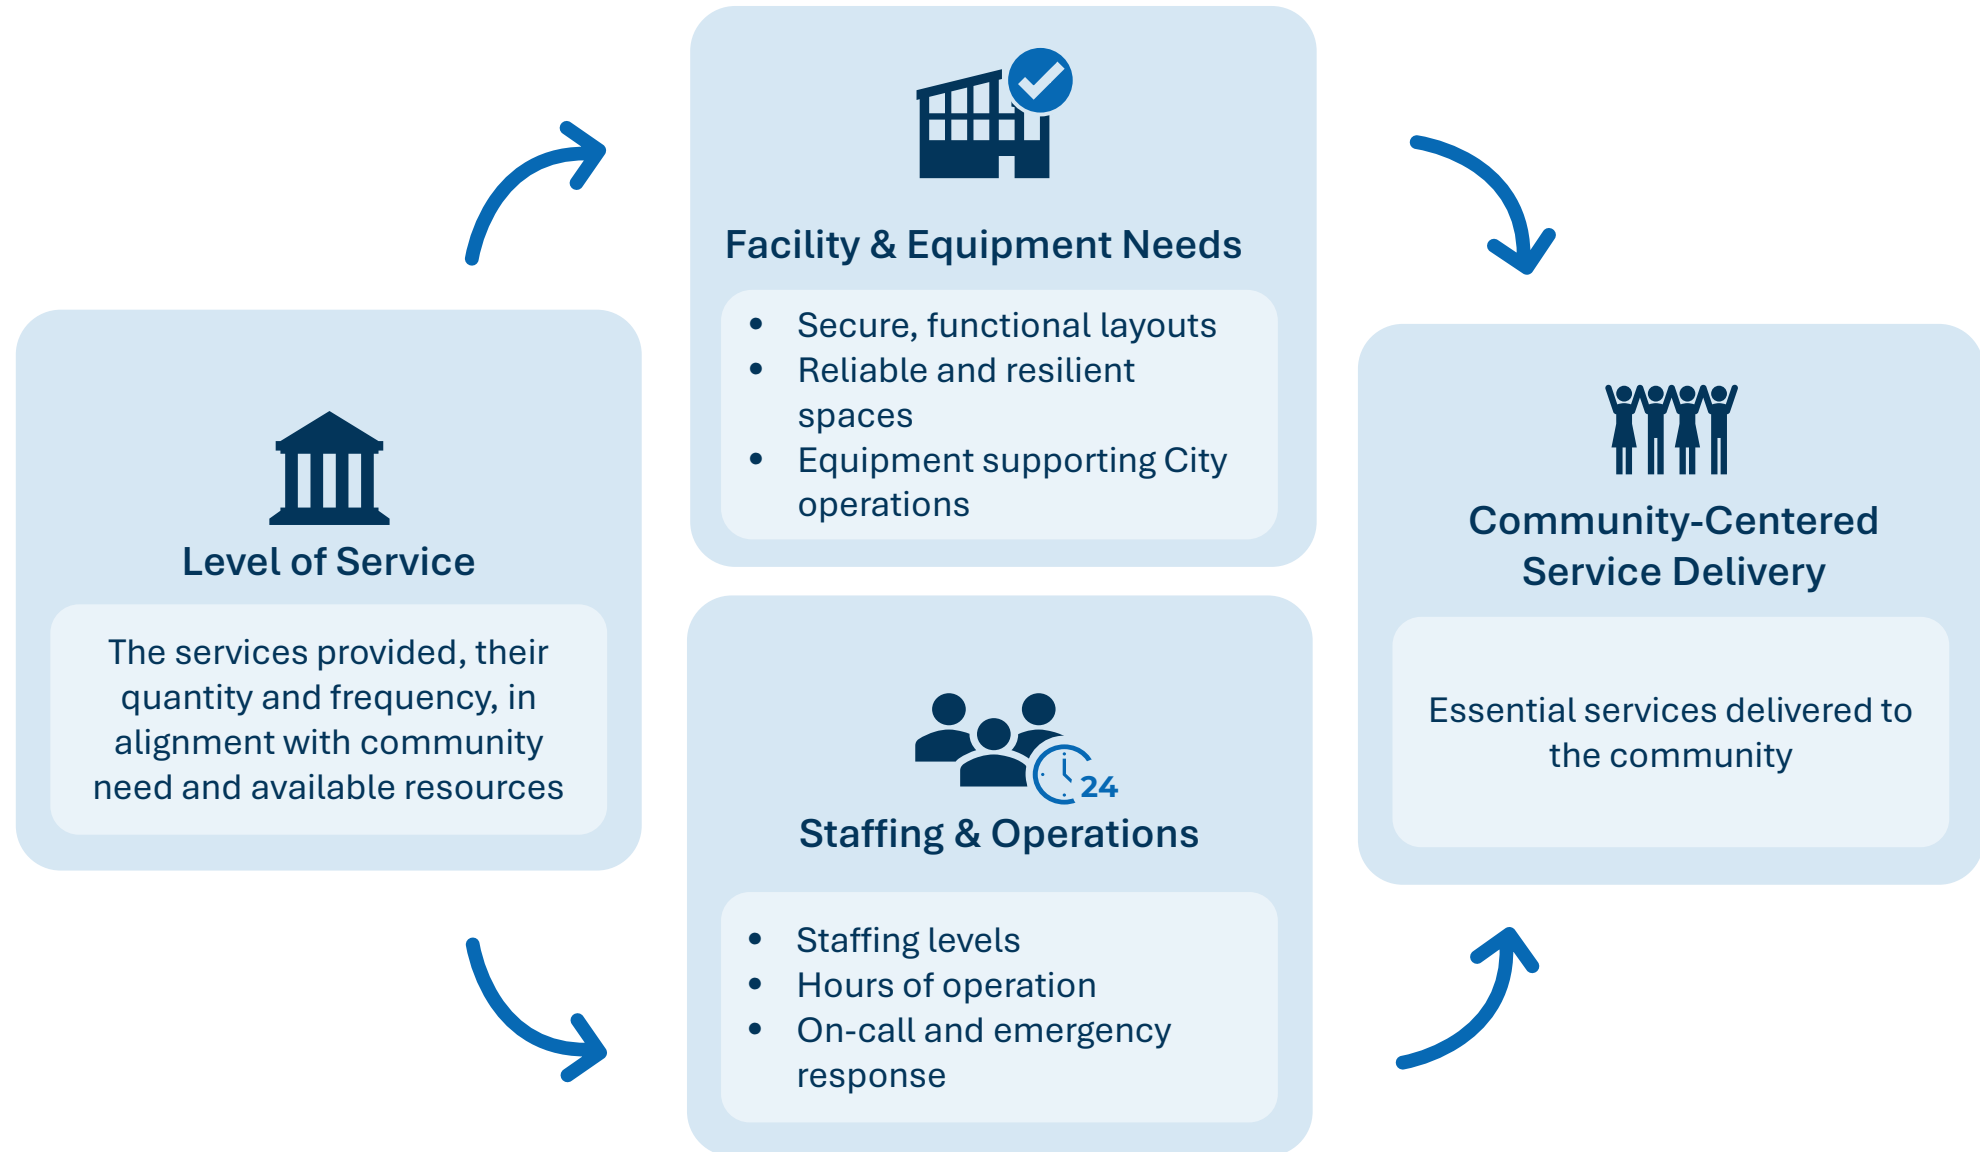 Facility & Equipment Needs
• Secure, functional layouts
• Reliable and resilient
spaces
• Equipment supporting City
operations
Level of Service
The services provided, their
quantity and frequency, in
alignment with community
need and available resources
24
Staffing & Operations
• Staffing levels
• Hours of operation
• On-call and emergency
response
Community-Centered
Service Delivery
Essential services delivered to
the community